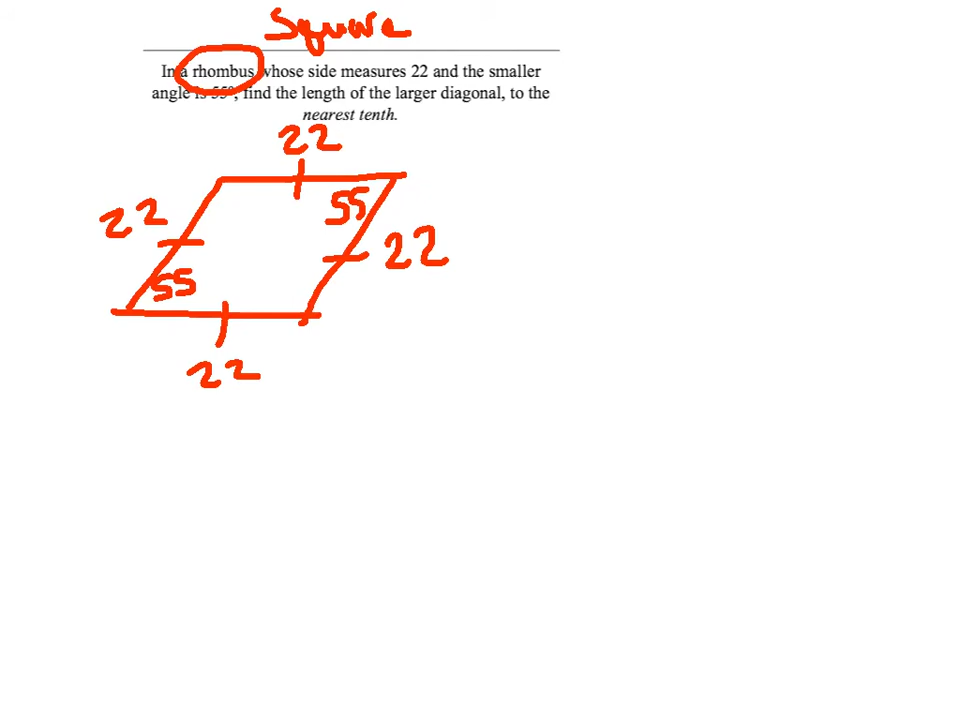 Square
In a rhombus whose side measures 22 and the smaller
angle is 55°, find the length of the larger diagonal, to the
nearest tenth.
22
55
22
22
55
22